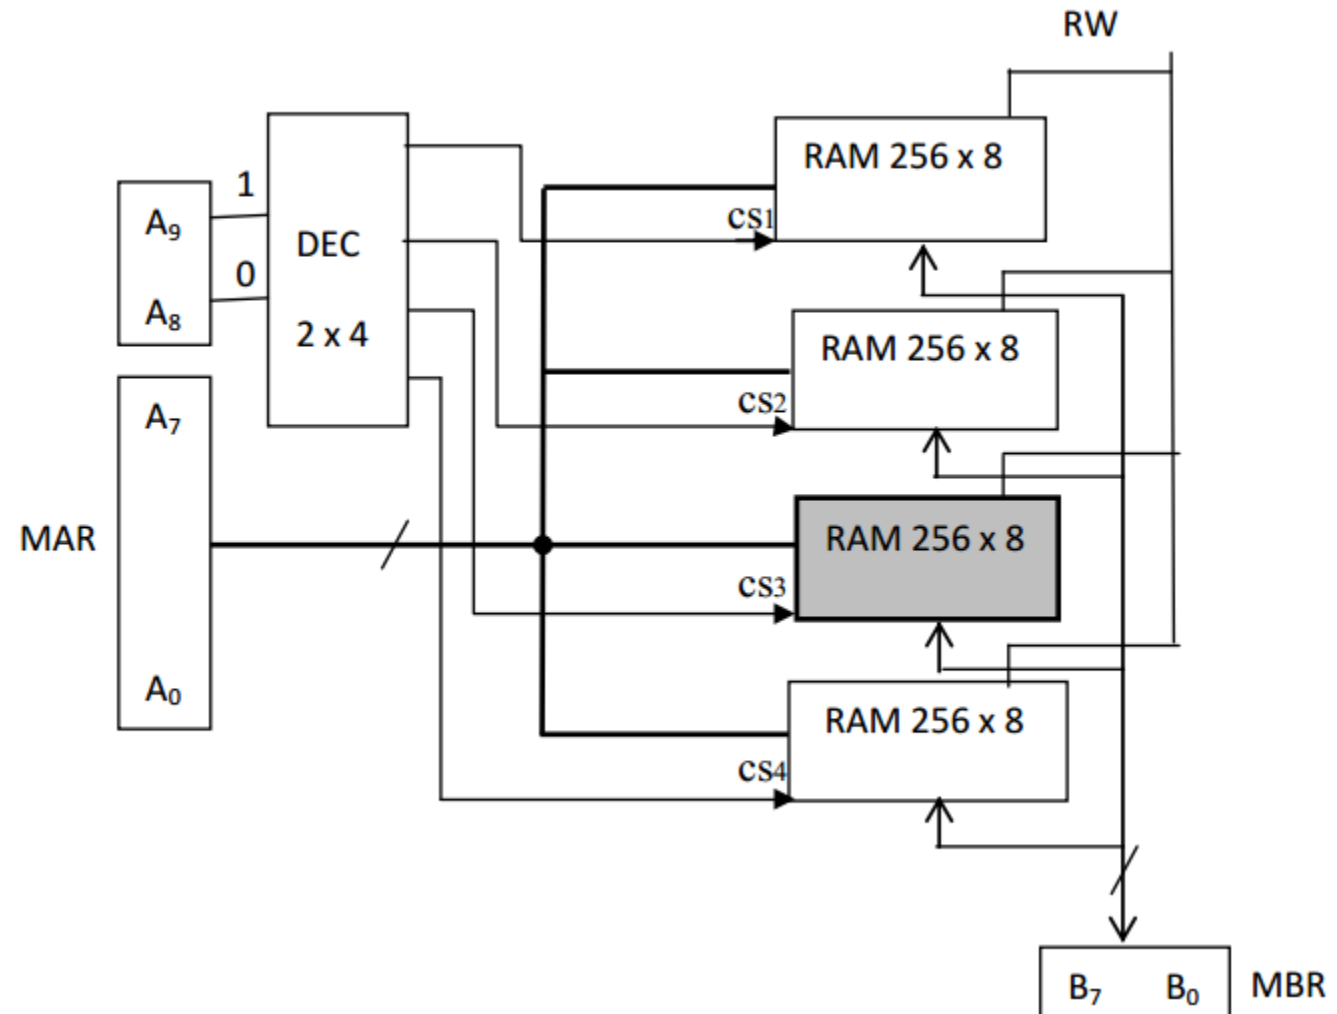 RW
RAM 256 x 8
1
A₉
CS1
DEC
0
A₈
2 x 4
RAM 256 x 8
CS2
A₇
MAR
RAM 256 x 8
CS3
A₀
RAM 256 x 8
CS4
B₇ B₀ MBR